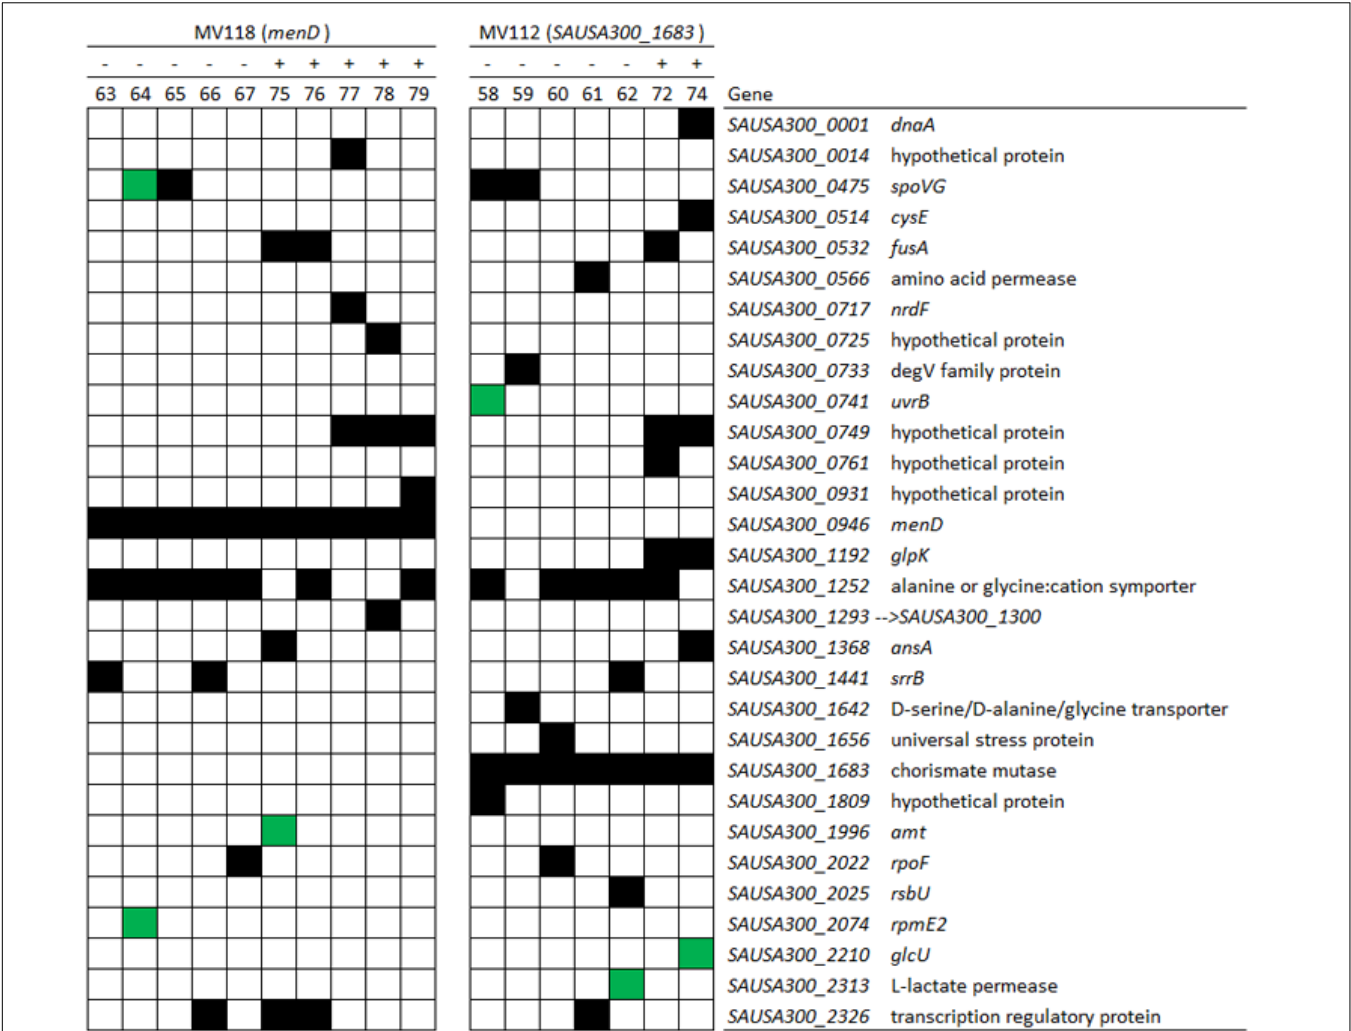 MV118 (menD) MV112 (SAUSA300_1683)
- - - - - + + + + + - - - - - + +
63 64 65 66 67 75 76 77 78 79 58 59 60 61 62 72 74 Gene
SAUSA300_0001 dnaA
SAUSA300_0014 hypothetical protein
SAUSA300_0475 spoVG
SAUSA300_0514 cysE
SAUSA300_0532 fusA
SAUSA300_0566 amino acid permease
SAUSA300_0717 nrdF
SAUSA300_0725 hypothetical protein
SAUSA300_0733 degV family protein
SAUSA300_0741 uvrB
SAUSA300_0749 hypothetical protein
SAUSA300_0761 hypothetical protein
SAUSA300_0931 hypothetical protein
SAUSA300_0946 menD
SAUSA300_1192 glpK
SAUSA300_1252 alanine or glycine:cation symporter
SAUSA300_1293 -->SAUSA300_1300
SAUSA300_1368 ansA
SAUSA300_1441 srrB
SAUSA300_1642 D-serine/D-alanine/glycine transporter
SAUSA300_1656 universal stress protein
SAUSA300_1683 chorismate mutase
SAUSA300_1809 hypothetical protein
SAUSA300_1996 amt
SAUSA300_2022 rpoF
SAUSA300_2025 rsbU
SAUSA300_2074 rpmE2
SAUSA300_2210 glcU
SAUSA300_2313 L-lactate permease
SAUSA300_2326 transcription regulatory protein